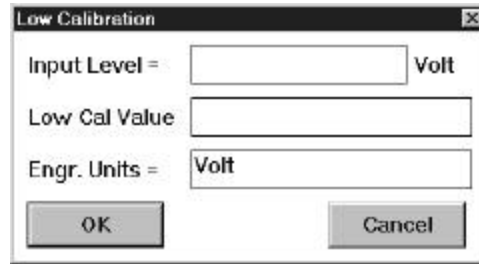 Low Calibration
Input Level = Volt
Low Cal Value
Engr. Units = Volt
OK Cancel